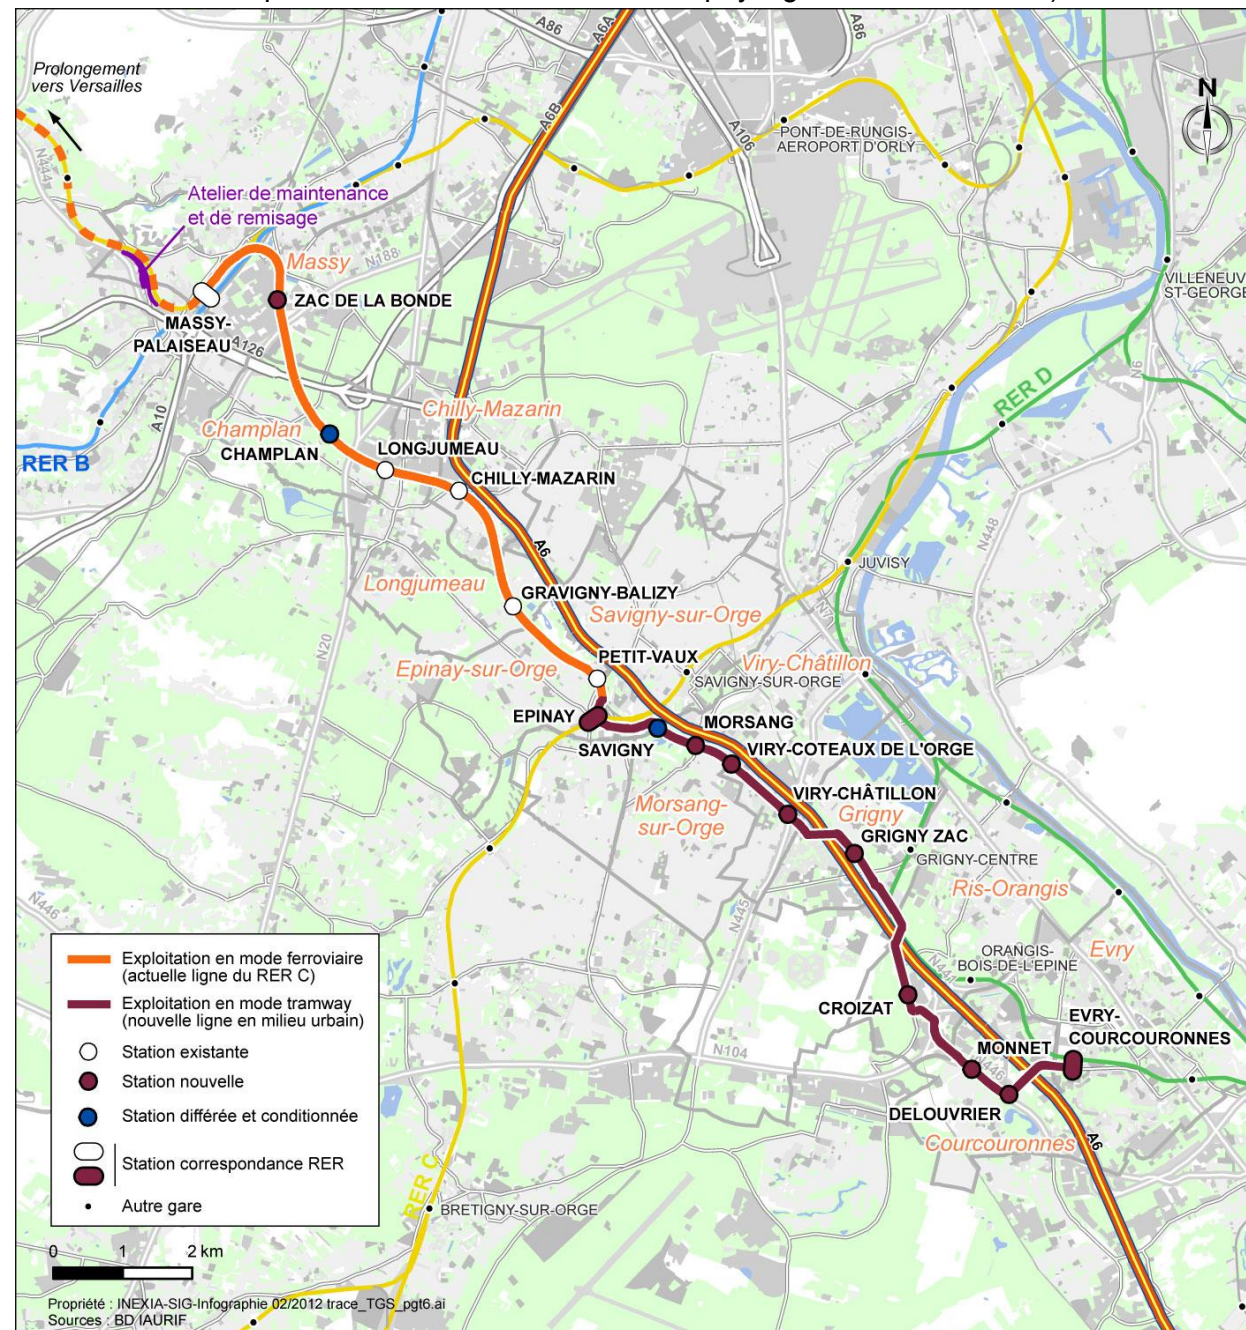 Prolongement
vers Versailles
N444
Atelier de maintenance
et de remisage
A86
A6A
A86
A6B
A106
PONT-DE-RUNGIS-
AEROPORT D'ORLY
N
Massy
N188
ZAC DE LA BONDE
MASSY-
PALAISEAU
A126
A10
VILLENEUV
ST-GEORGE
N6
RER D
Chilly-Mazarin
Champlan
CHAMPLAN
RER B
LONGJUMEAU
CHILLY-MAZARIN
A6
N448
JUVISY
N7
Longjumeau
GRAVIGNY-BALIZY
Savigny-sur-Orge
N20
Epinay-sur-Orge
PETIT-VAUX
Viry-Châtillon
SAVIGNY-SUR-ORGE
EPINAY
SAVIGNY
MORSANG
VIRY-COTEAUX DE L'ORGE
VIRY-CHÂTILLON
Morsang-
sur-Orge
Grigny
GRIGNY ZAC
GRIGNY-CENTRE
Ris-Orangis
N446
N445
Evry
ORANGIS-
BOIS-DE-L'EPINE
N441
CROIZAT
EVRY-
COURCOURONNES
MONNET
N104
N446
DELOUVRIER
Courcouronnes
A6
RER C
BRETIGNY-SUR-ORGE
Exploitation en mode ferroviaire
(actuelle ligne du RER C)
Exploitation en mode tramway
(nouvelle ligne en milieu urbain)
Station existante
Station nouvelle
Station différée et conditionnée
Station correspondance RER
Autre gare
0 1 2 km
Propriété : INEXIA-SIG-Infographie 02/2012 trace_TGS_pgt6.ai
Sources : BD IAURIF